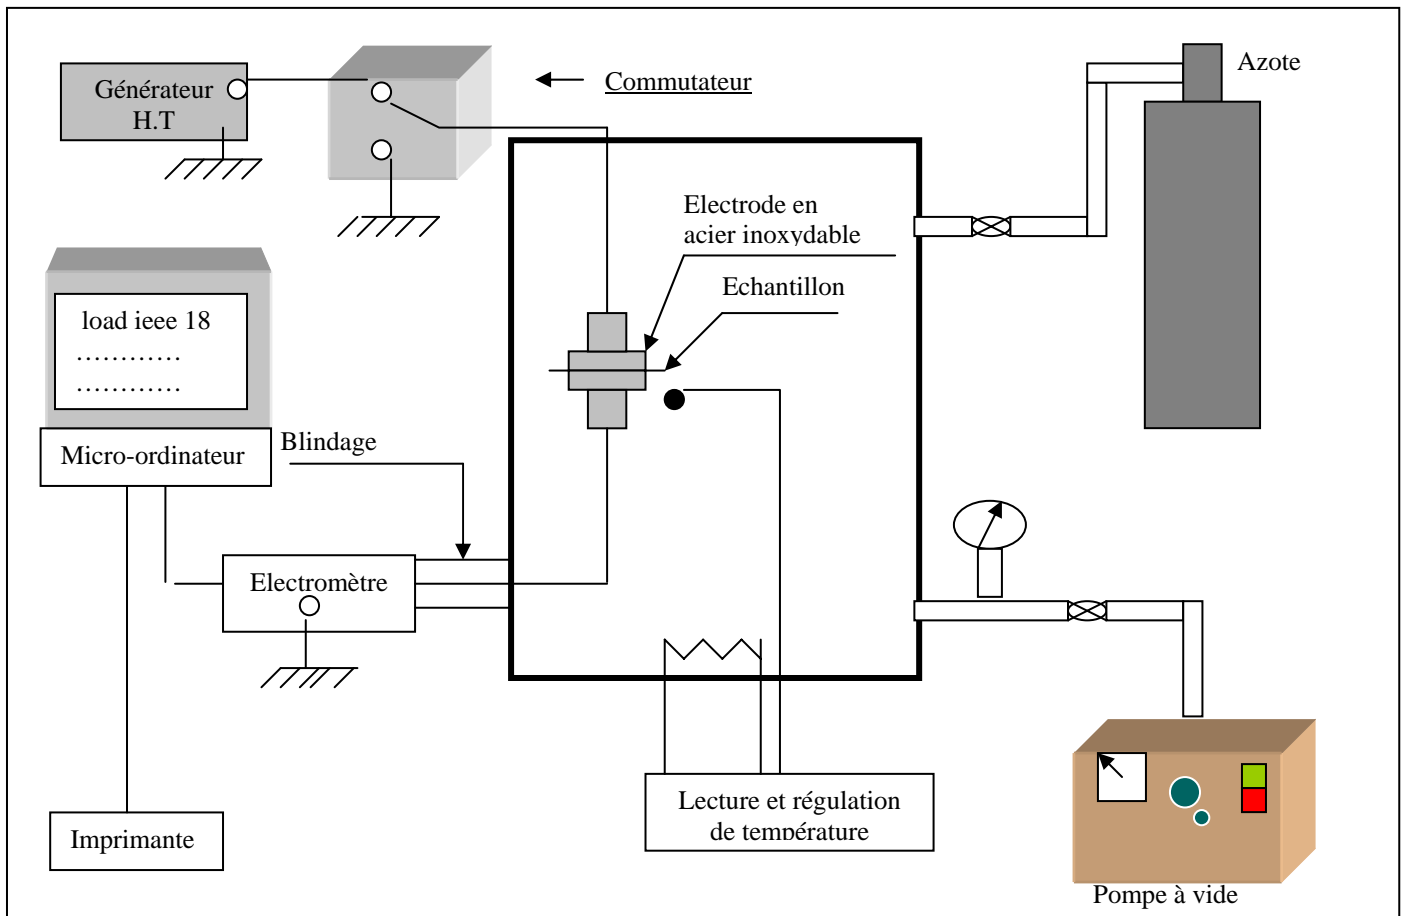 Générateur
H.T
Commutateur
Azote
Electrode en
acier inoxydable
Echantillon
load ieee 18
…………
…………
Micro-ordinateur
Blindage
Electromètre
Lecture et régulation
de température
Imprimante
Pompe à vide